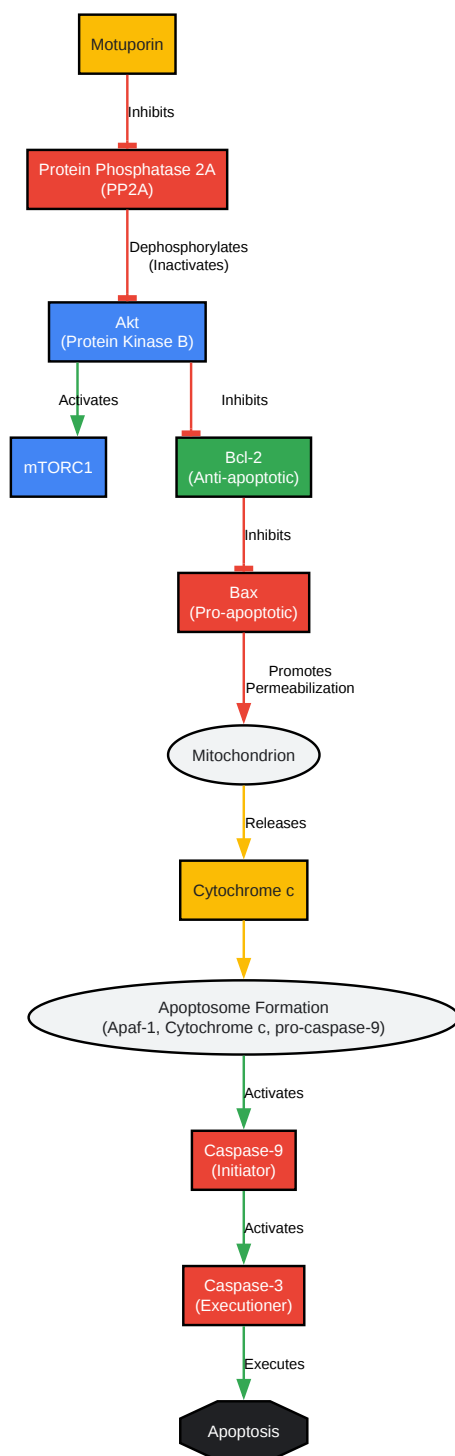 Motuporin
Inhibits
Protein Phosphatase 2A
(PP2A)
Dephosphorylates
(Inactivates)
Akt
(Protein Kinase B)
Activates
Inhibits
mTORC1
Bcl-2
(Anti-apoptotic)
Inhibits
Bax
(Pro-apoptotic)
Promotes
Permeabilization
Mitochondrion
Releases
Cytochrome c
Apoptosome Formation
(Apaf-1, Cytochrome c, pro-caspase-9)
Activates
Caspase-9
(Initiator)
Activates
Caspase-3
(Executioner)
Executes
Apoptosis